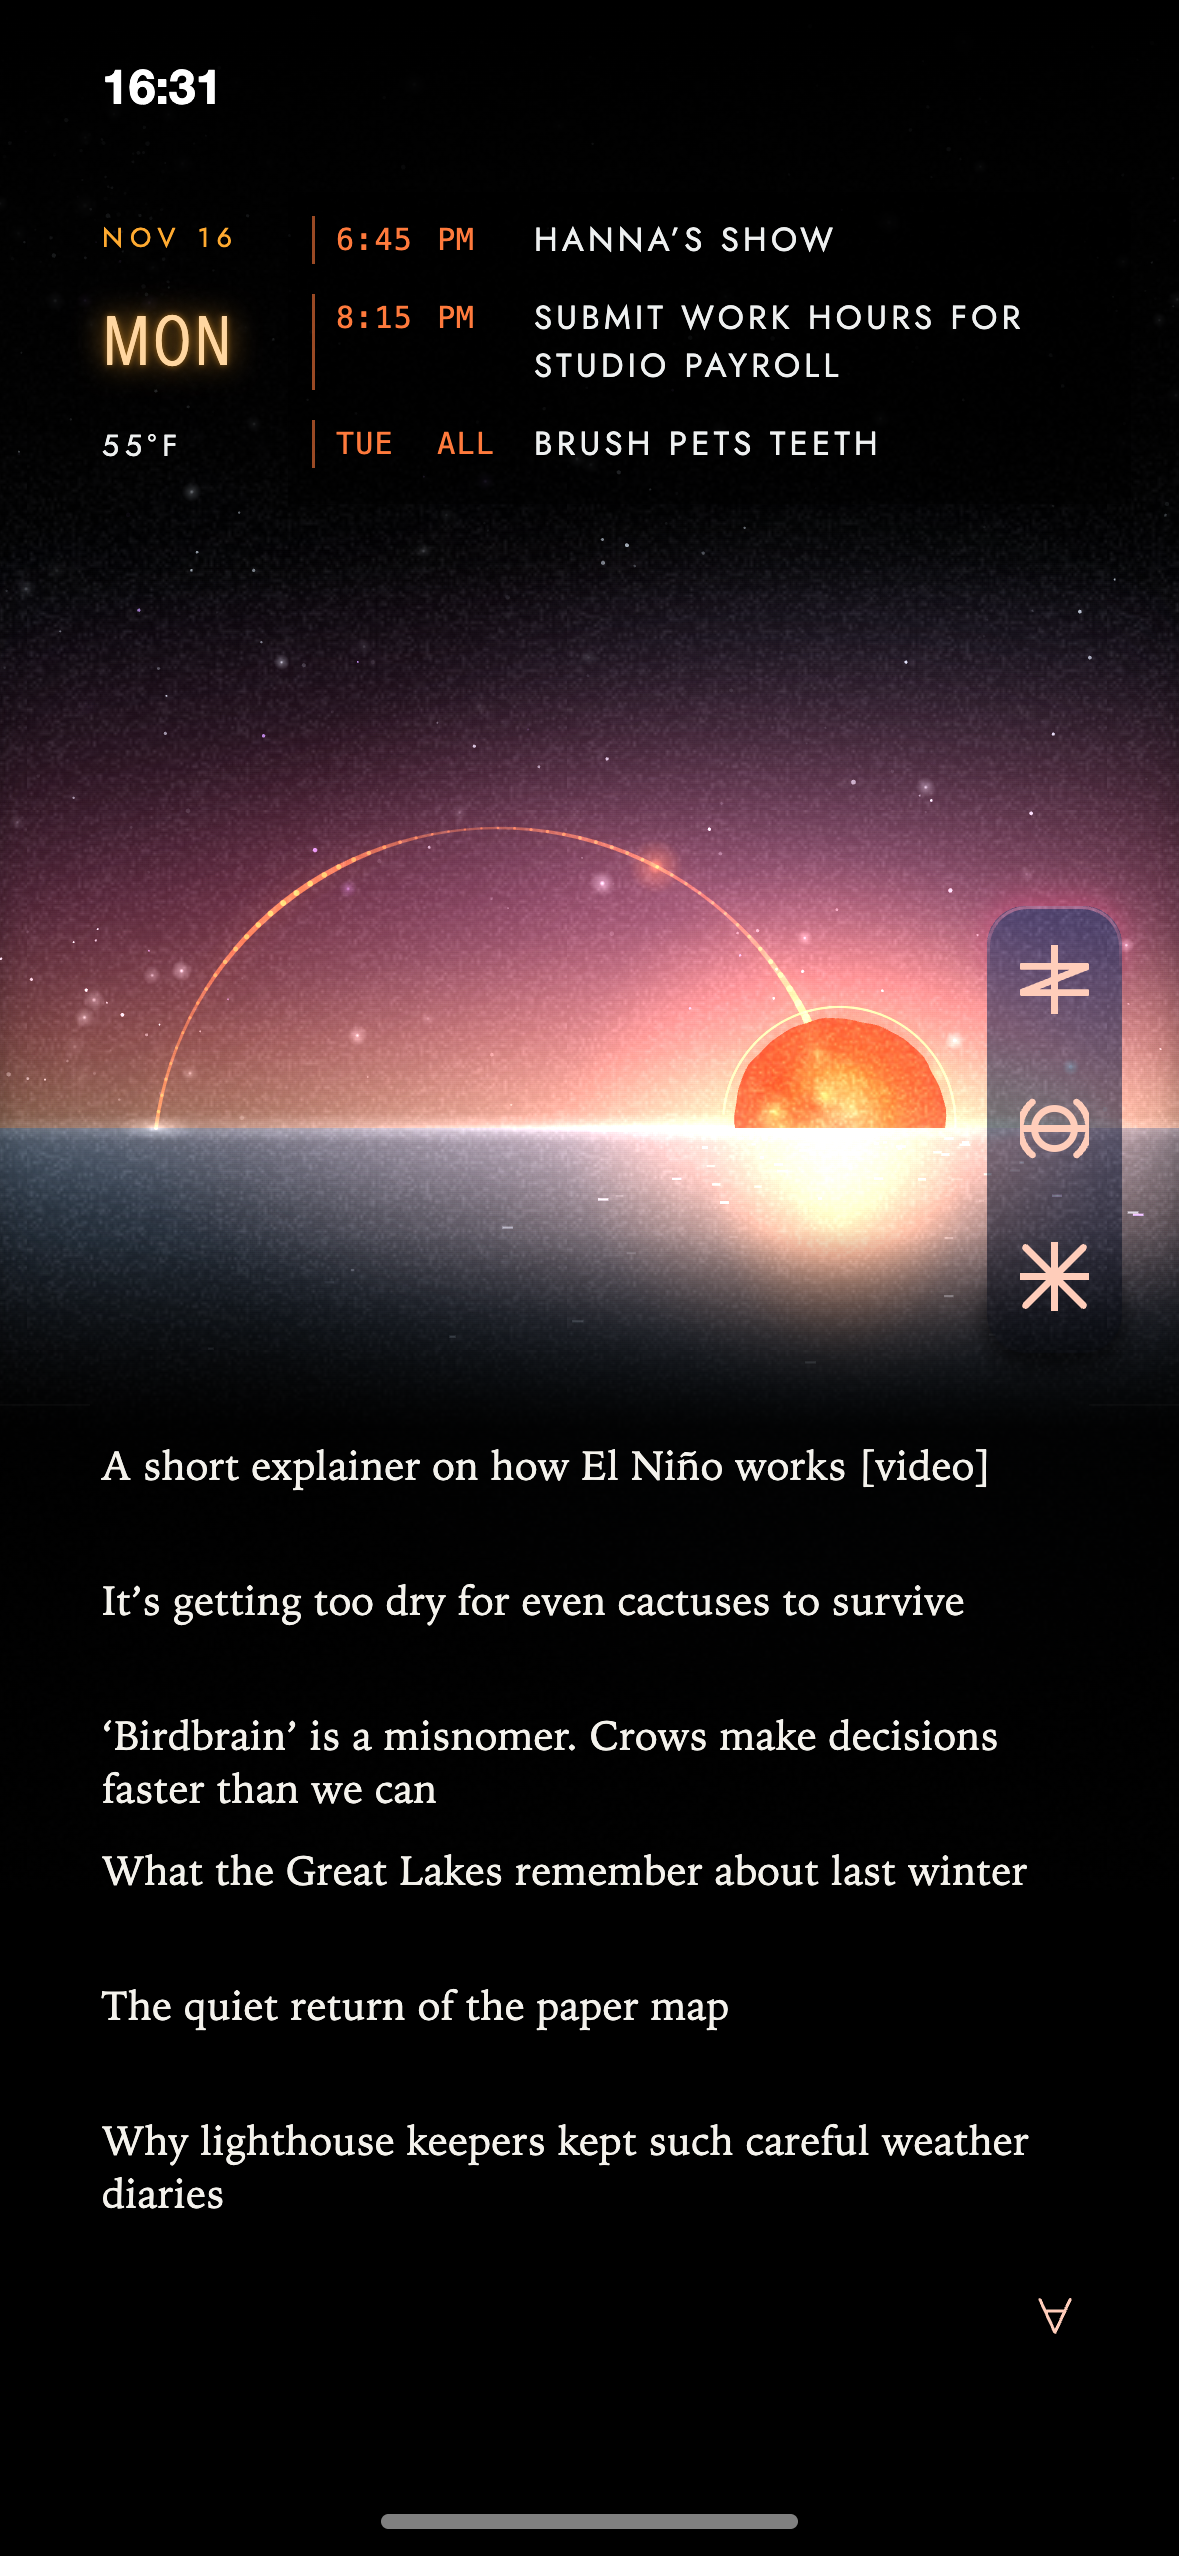 16:31
NOV 16
MON
55°F
6:45 PM HANNA’S SHOW
8:15 PM SUBMIT WORK HOURS FOR
STUDIO PAYROLL
TUE ALL BRUSH PETS TEETH
A short explainer on how El Niño works [video]
It’s getting too dry for even cactuses to survive
‘Birdbrain’ is a misnomer. Crows make decisions
faster than we can
What the Great Lakes remember about last winter
The quiet return of the paper map
Why lighthouse keepers kept such careful weather
diaries